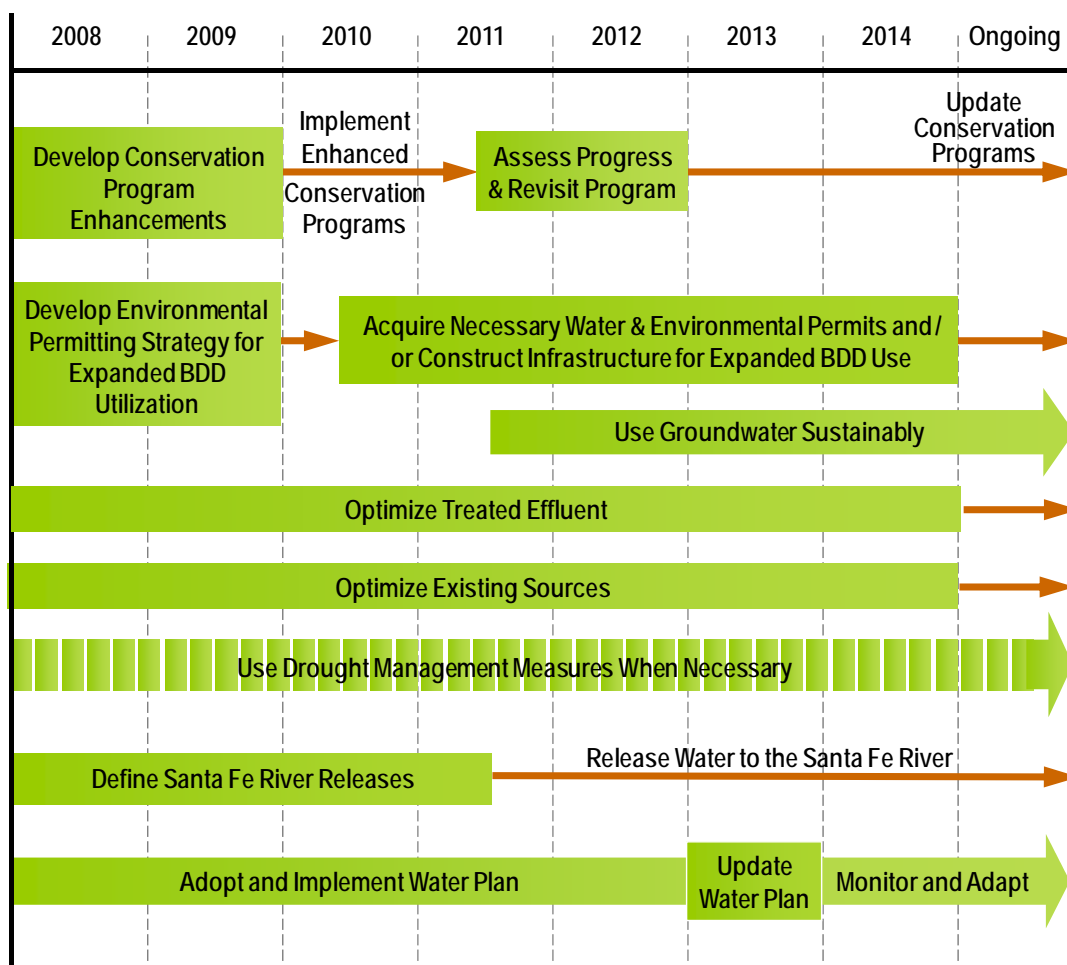 2008 2009 2010 2011 2012 2013 2014 Ongoing
Develop Conservation
Program
Enhancements
Implement
Enhanced
Conservation
Programs
Assess Progress
& Revisit Program
Update
Conservation
Programs
Develop Environmental
Permitting Strategy for
Expanded BDD
Utilization
Acquire Necessary Water & Environmental Permits and /
or Construct Infrastructure for Expanded BDD Use
Use Groundwater Sustainably
Optimize Treated Effluent
Optimize Existing Sources
Use Drought Management Measures When Necessary
Define Santa Fe River Releases
Release Water to the Santa Fe River
Adopt and Implement Water Plan
Update
Water Plan
Monitor and Adapt